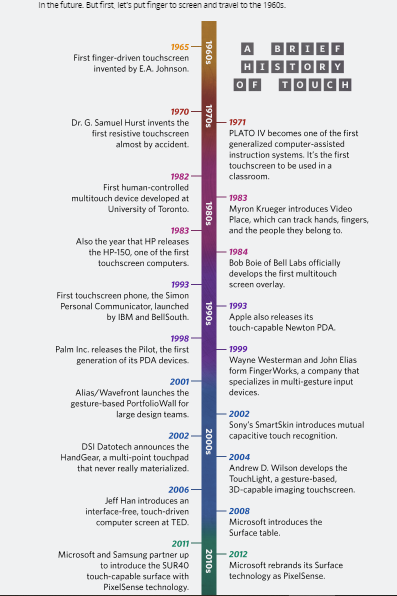 In the future. But first, let's put finger to screen and travel to the 1960s.
A BRIEF
HISTORY
OF TOUCH
1960s
1965
First finger-driven touchscreen
invented by E.A. Johnson.
1970s
1970
Dr. G. Samuel Hurst invents the
first resistive touchscreen
almost by accident.
1971
PLATO IV becomes one of the first
generalized computer-assisted
instruction systems. It's the first
touchscreen to be used in a
classroom.
1980s
1982
First human-controlled
multitouch device developed at
University of Toronto.
1983
Myron Krueger introduces Video
Place, which can track hands, fingers,
and the people they belong to.
1983
Also the year that HP releases
the HP-150, one of the first
touchscreen computers.
1984
Bob Boie of Bell Labs officially
develops the first multitouch
screen overlay.
1990s
1993
First touchscreen phone, the Simon
Personal Communicator, launched
by IBM and BellSouth.
1993
Apple also releases its
touch-capable Newton PDA.
1998
Palm Inc. releases the Pilot, the first
generation of its PDA devices.
1999
Wayne Westerman and John Elias
form FingerWorks, a company that
specializes in multi-gesture input
devices.
2000s
2001
Alias/Wavefront launches the
gesture-based PortfolioWall for
large design teams.
2002
Sony's SmartSkin introduces mutual
capacitive touch recognition.
2002
DSI Datotech announces the
HandGear, a multi-point touchpad
that never really materialized.
2004
Andrew D. Wilson develops the
TouchLight, a gesture-based,
3D-capable imaging touchscreen.
2006
Jeff Han introduces an
interface-free, touch-driven
computer screen at TED.
2008
Microsoft introduces the
Surface table.
2010s
2011
Microsoft and Samsung partner up
to introduce the SUR40
touch-capable surface with
PixelSense technology.
2012
Microsoft rebrands its Surface
technology as PixelSense.